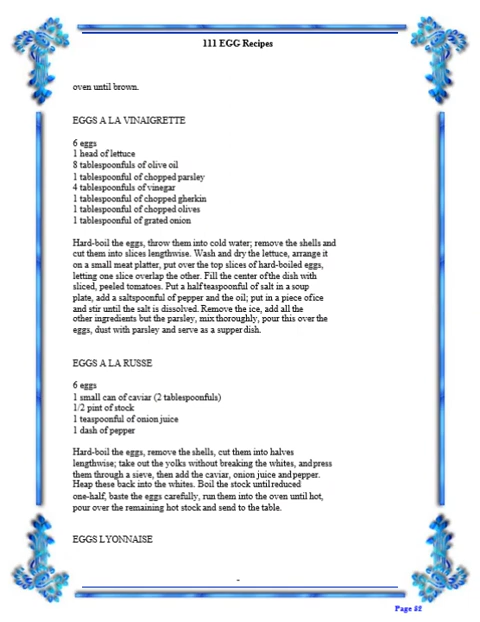 111 EGG Recipes
oven until brown.
EGGS A LA VINAIGRETTE
6 eggs
1 head of lettuce
8 tablespoonfuls of olive oil
1 tablespoonful of chopped parsley
4 tablespoonfuls of vinegar
1 tablespoonful of chopped gherkin
1 tablespoonful of chopped olives
1 tablespoonful of grated onion
Hard-boil the eggs, throw them into cold water; remove the shells and
cut them into slices lengthwise. Wash and dry the lettuce, arrange it
on a small meat platter, put over the top slices of hard-boiled eggs,
letting one slice overlap the other. Fill the center of the dish with
sliced, peeled tomatoes. Put a half teaspoonful of salt in a soup
plate, add a saltspoonful of pepper and the oil; put in a piece of ice
and stir until the salt is dissolved. Remove the ice, add all the
other ingredients but the parsley, mix thoroughly, pour this over the
eggs, dust with parsley and serve as a supper dish.
EGGS A LA RUSSE
6 eggs
1 small can of caviar (2 tablespoonfuls)
1/2 pint of stock
1 teaspoonful of onion juice
1 dash of pepper
Hard-boil the eggs, remove the shells, cut them into halves
lengthwise; take out the yolks without breaking the whites, and press
them through a sieve, then add the caviar, onion juice and pepper.
Heap these back into the whites. Boil the stock until reduced
one-half, baste the eggs carefully, run them into the oven until hot,
pour over the remaining hot stock and send to the table.
EGGS LYONNAISE
-
Page 82